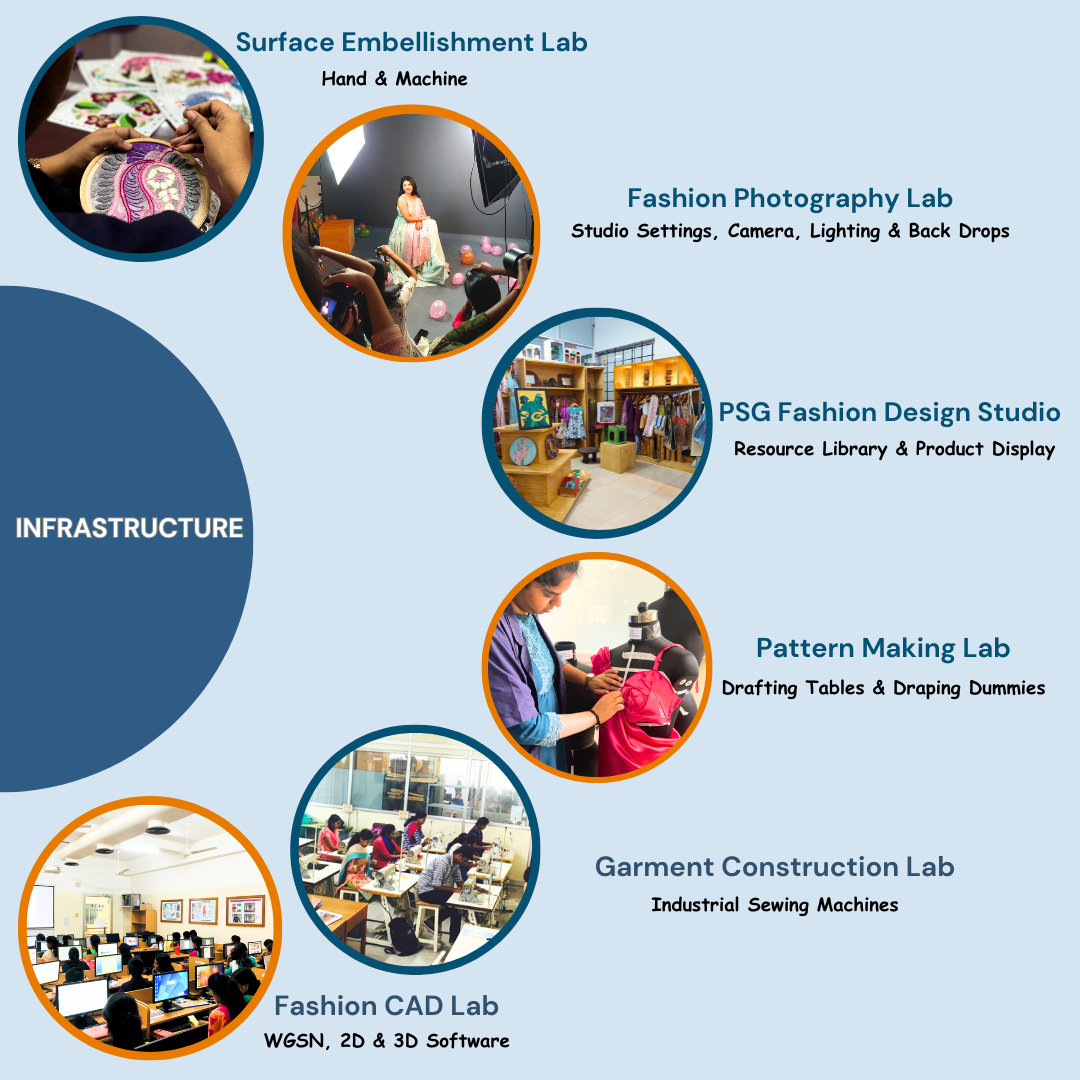 Surface Embellishment Lab
Hand & Machine
Fashion Photography Lab
Studio Settings, Camera, Lighting & Back Drops
PSG Fashion Design Studio
Resource Library & Product Display
INFRASTRUCTURE
Pattern Making Lab
Drafting Tables & Draping Dummies
Garment Construction Lab
Industrial Sewing Machines
Fashion CAD Lab
WGSN, 2D & 3D Software